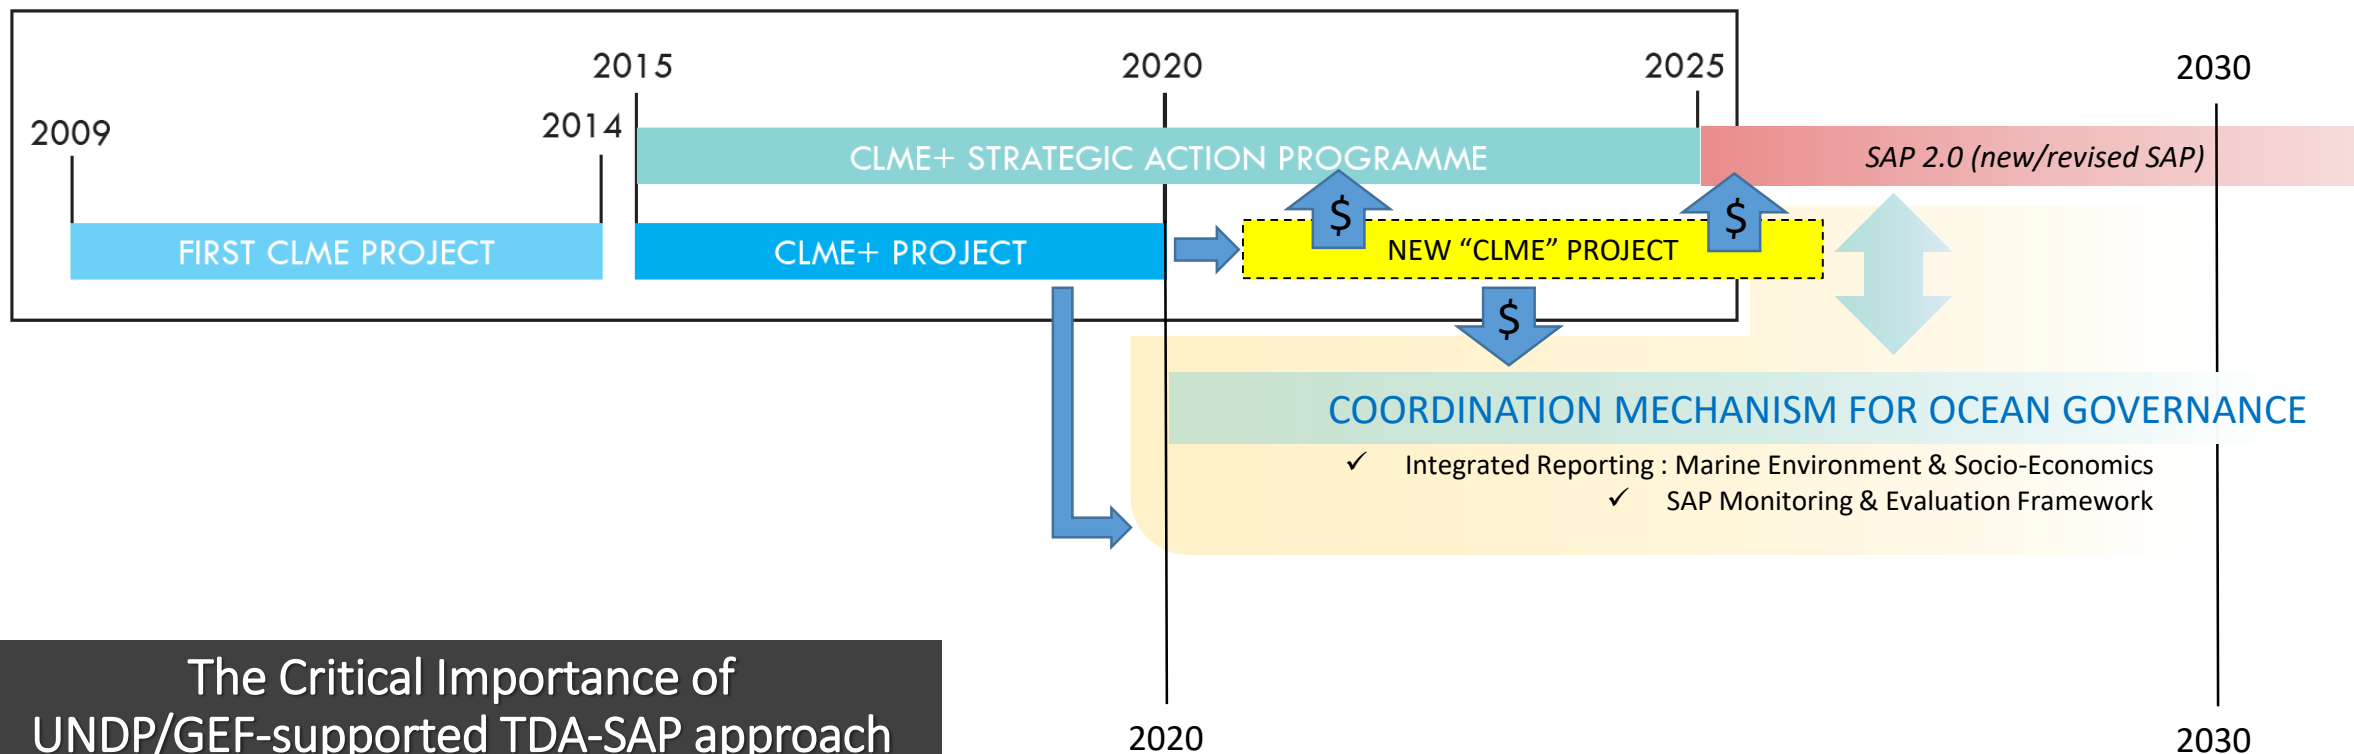 2015
2020
2025
2030
2009
2014
CLME+ STRATEGIC ACTION PROGRAMME
SAP 2.0 (new/revised SAP)
$
$
FIRST CLME PROJECT
CLME+ PROJECT
NEW “CLME” PROJECT
$
COORDINATION MECHANISM FOR OCEAN GOVERNANCE
✓ Integrated Reporting : Marine Environment & Socio-Economics
✓ SAP Monitoring & Evaluation Framework
The Critical Importance of
UNDP/GEF-supported TDA-SAP approach
2020
2030